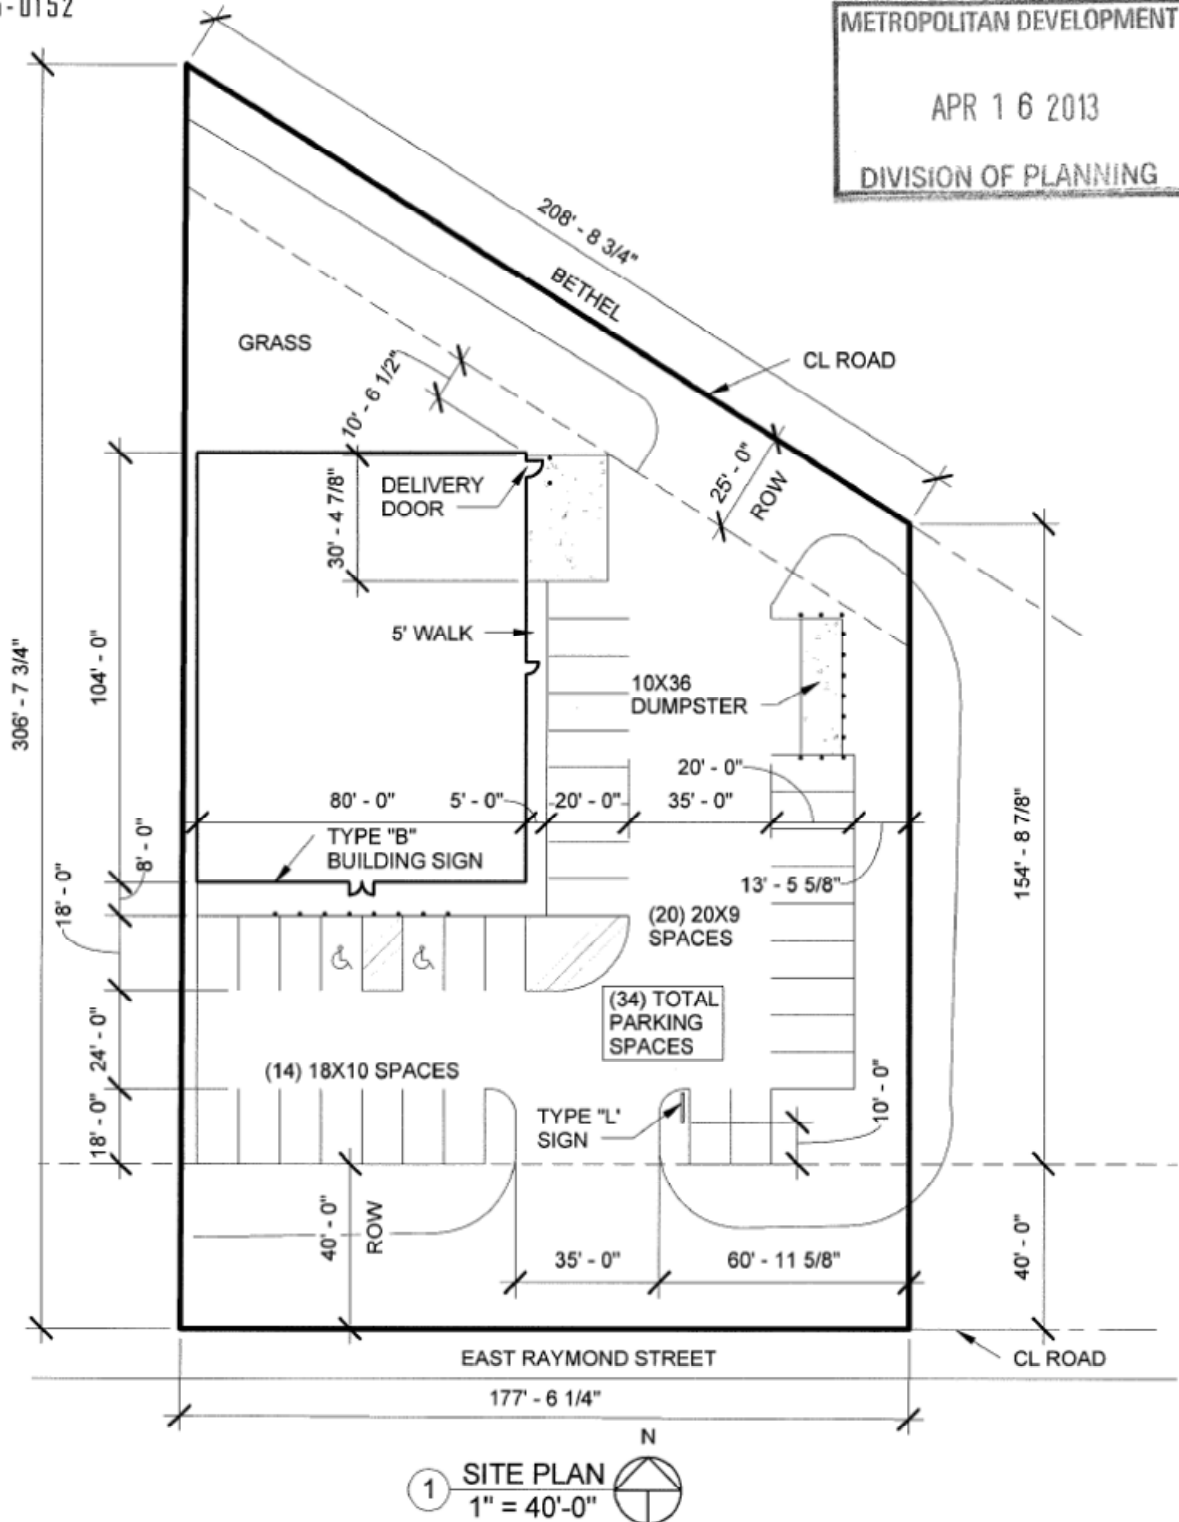 -0152
METROPOLITAN DEVELOPMENT
APR 1 6 2013
DIVISION OF PLANNING
208' - 8 3/4"
BETHEL
GRASS
CL ROAD
10' - 6 1/2"
25' - 0"
ROW
DELIVERY
DOOR
30' - 4 7/8"
5' WALK
306' - 7 3/4"
104' - 0"
10X36
DUMPSTER
20' - 0"
80' - 0"
5' - 0"
20' - 0"
35' - 0"
TYPE "B"
BUILDING SIGN
8' - 0"
18' - 0"
13' - 5 5/8"
154' - 8 7/8"
(20) 20X9
SPACES
(34) TOTAL
PARKING
SPACES
24' - 0"
(14) 18X10 SPACES
18' - 0"
TYPE "L'
SIGN
10' - 0"
40' - 0"
ROW
35' - 0"
60' - 11 5/8"
40' - 0"
EAST RAYMOND STREET
CL ROAD
177' - 6 1/4"
N
1
SITE PLAN
1" = 40'-0"